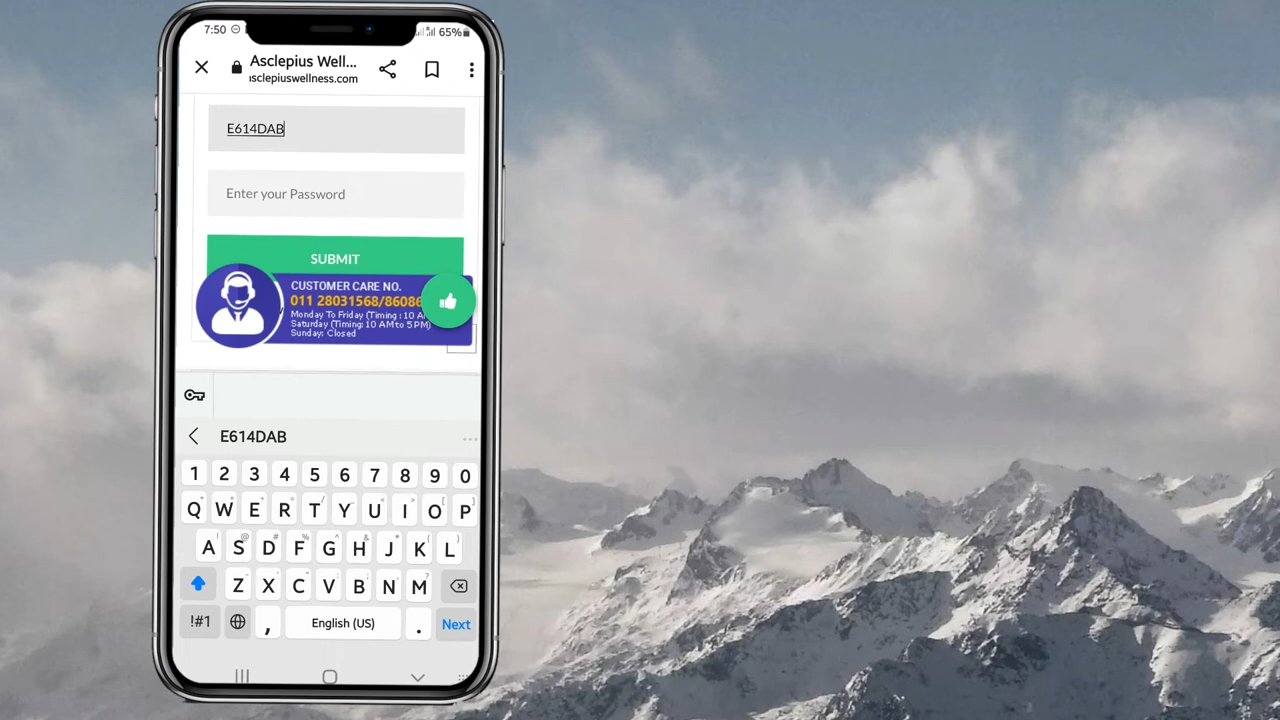 7:50 65%
Asclepius Well...
asclepiuswellness.com
E614DAB
Enter your Password
SUBMIT
CUSTOMER CARE NO.
011 28031568/8608
Monday To Friday (Timing : 10
Saturday (Timing: 10 AM to 5 PM)
Sunday: Closed
E614DAB
1 2 3 4 5 6 7 8 9 0
Q W E R T Y U I O P
A S D F G H J K L
Z X C V B N M
!#1 , English (US) . Next